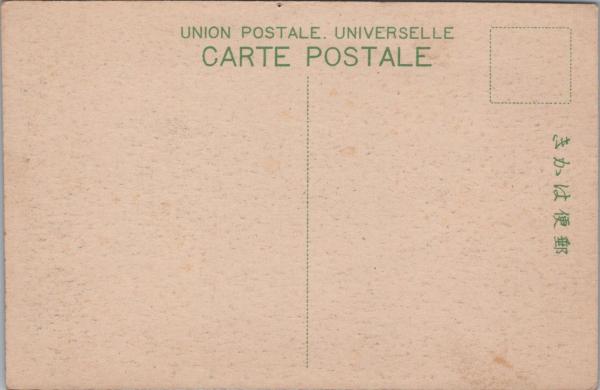 UNION POSTALE. UNIVERSELLE
CARTE POSTALE
郵便はかき